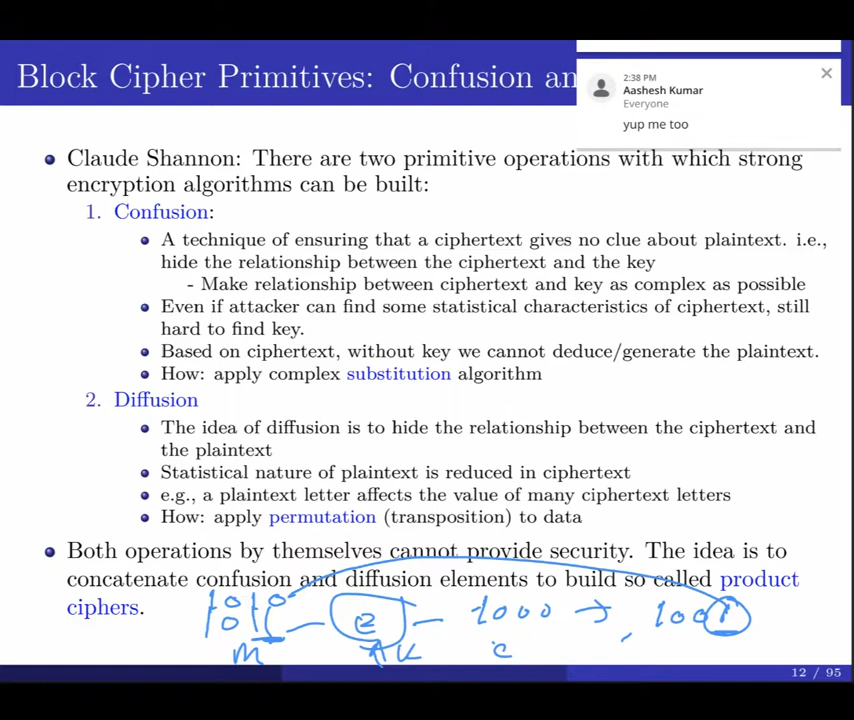 Block Cipher Primitives: Confusion an
2:38 PM
Aashesh Kumar
Everyone
yup me too
• Claude Shannon: There are two primitive operations with which strong
encryption algorithms can be built:
1. Confusion:
• A technique of ensuring that a ciphertext gives no clue about plaintext. i.e.,
hide the relationship between the ciphertext and the key
- Make relationship between ciphertext and key as complex as possible
• Even if attacker can find some statistical characteristics of ciphertext, still
hard to find key.
• Based on ciphertext, without key we cannot deduce/generate the plaintext.
• How: apply complex substitution algorithm
2. Diffusion
• The idea of diffusion is to hide the relationship between the ciphertext and
the plaintext
• Statistical nature of plaintext is reduced in ciphertext
• e.g., a plaintext letter affects the value of many ciphertext letters
• How: apply permutation (transposition) to data
• Both operations by themselves cannot provide security. The idea is to
concatenate confusion and diffusion elements to build so called product
ciphers.
1010
1011 — 2 — 1000 → 1001
M K c
12 / 95